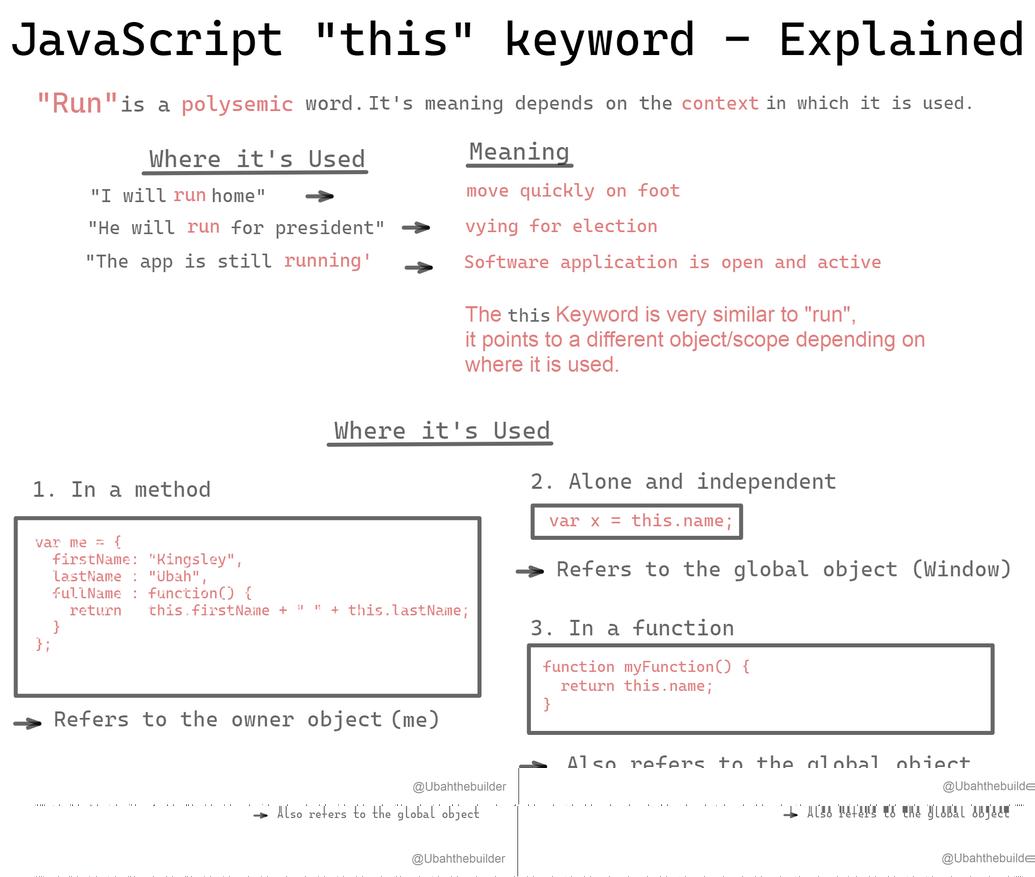 JavaScript "this" keyword - Explained
"Run" is a polysemic word. It's meaning depends on the context in which it is used.
Where it's Used
Meaning
"I will run home"
move quickly on foot
"He will run for president"
vying for election
"The app is still running'
Software application is open and active
The this Keyword is very similar to "run",
it points to a different object/scope depending on
where it is used.
Where it's Used
1. In a method
var me = {
firstName: "Kingsley",
lastName : "Ubah",
fullName : function() {
return this.firstName + " " + this.lastName;
}
};
Refers to the owner object (me)
2. Alone and independent
var x = this.name;
Refers to the global object (Window)
3. In a function
function myFunction() {
return this.name;
}
Also refers to the global object
@Ubahthebuilder
@Ubahthebuilde
Also refers to the global object
Also refers to the global object
@Ubahthebuilder
@Ubahthebuilde